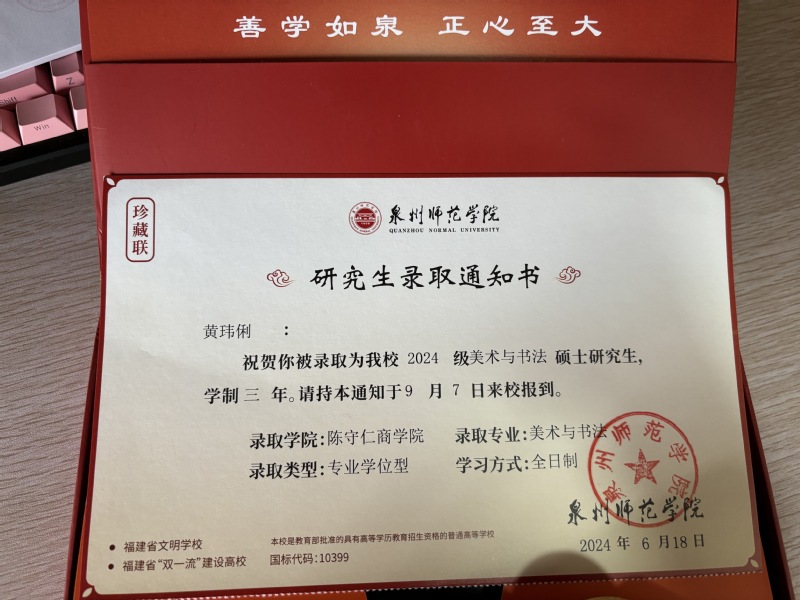 善学如泉 正心至大
Shift
Z
Win
珍藏联
泉州师范学院
QUANZHOU NORMAL UNIVERSITY
研究生录取通知书
黄玮俐 :
祝贺你被录取为我校 2024 级美术与书法 硕士研究生,
学制 三 年。请持本通知于 9 月 7 日来校报到。
录取学院:陈守仁商学院 录取专业:美术与书法
录取类型:专业学位型 学习方式:全日制
泉州师范学院
泉州师范学院
2024 年 6 月 18 日
• 福建省文明学校
• 福建省“双一流”建设高校
本校是教育部批准的具有高等学历教育招生资格的普通高等学校
国标代码:10399